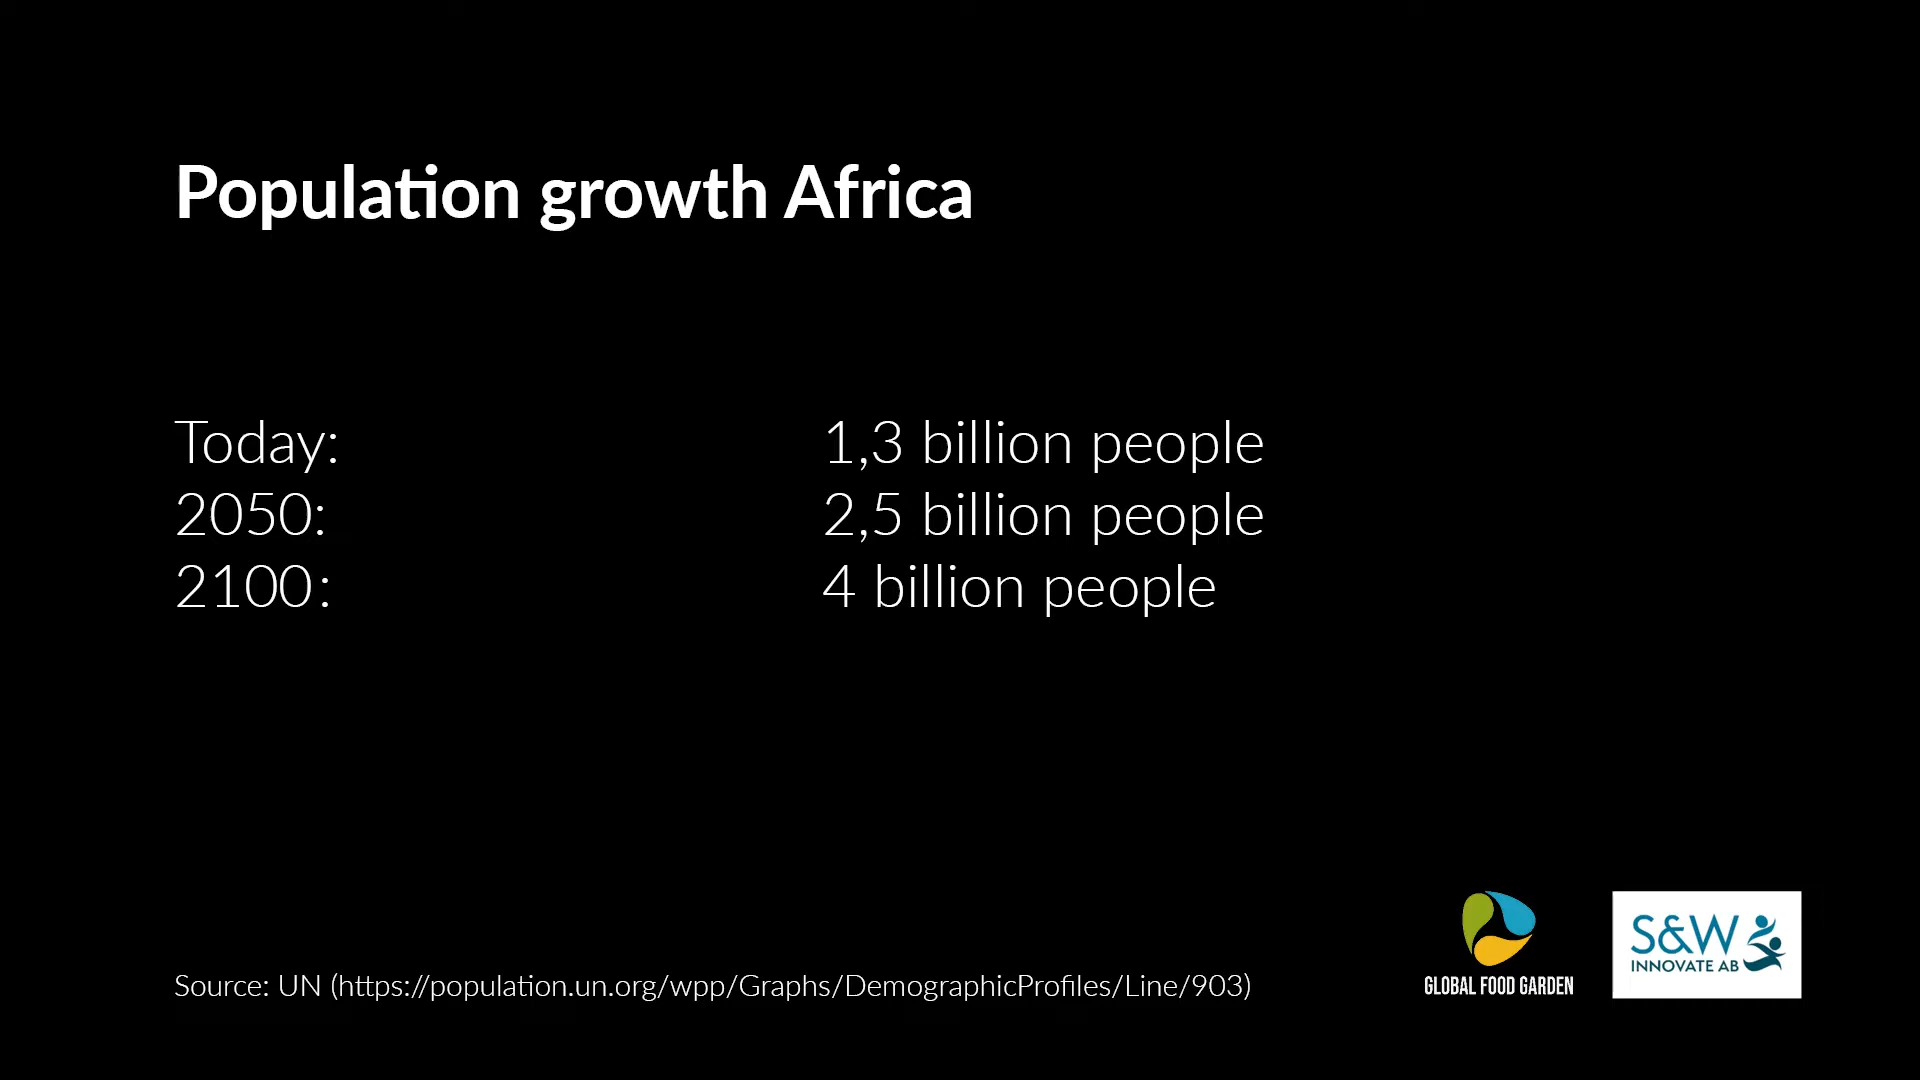 Population growth Africa
Today: 1,3 billion people
2050: 2,5 billion people
2100: 4 billion people
Source: UN (https://population.un.org/wpp/Graphs/DemographicProfiles/Line/903)
GLOBAL FOOD GARDEN
S&W
INNOVATE AB